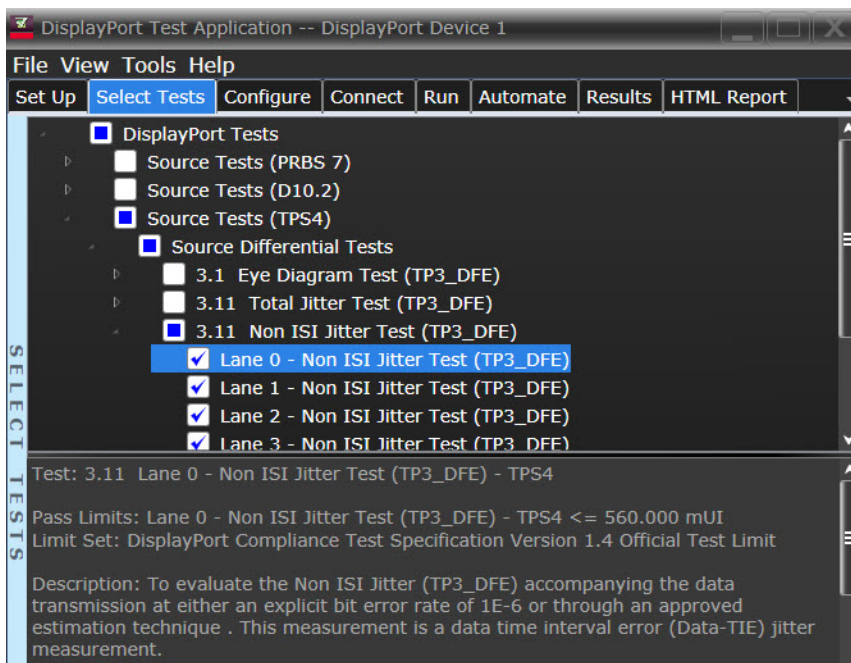 DisplayPort Test Application -- DisplayPort Device 1
File View Tools Help
Set Up Select Tests Configure Connect Run Automate Results HTML Report
DisplayPort Tests
Source Tests (PRBS 7)
Source Tests (D10.2)
Source Tests (TPS4)
Source Differential Tests
3.1 Eye Diagram Test (TP3_DFE)
3.11 Total Jitter Test (TP3_DFE)
3.11 Non ISI Jitter Test (TP3_DFE)
Lane 0 - Non ISI Jitter Test (TP3_DFE)
Lane 1 - Non ISI Jitter Test (TP3_DFE)
Lane 2 - Non ISI Jitter Test (TP3_DFE)
Lane 3 - Non ISI Jitter Test (TP3_DFE)
SELECT TESTS
Test: 3.11 Lane 0 - Non ISI Jitter Test (TP3_DFE) - TPS4
Pass Limits: Lane 0 - Non ISI Jitter Test (TP3_DFE) - TPS4 <= 560.000 mUI
Limit Set: DisplayPort Compliance Test Specification Version 1.4 Official Test Limit
Description: To evaluate the Non ISI Jitter (TP3_DFE) accompanying the data
transmission at either an explicit bit error rate of 1E-6 or through an approved
estimation technique . This measurement is a data time interval error (Data-TIE) jitter
measurement.